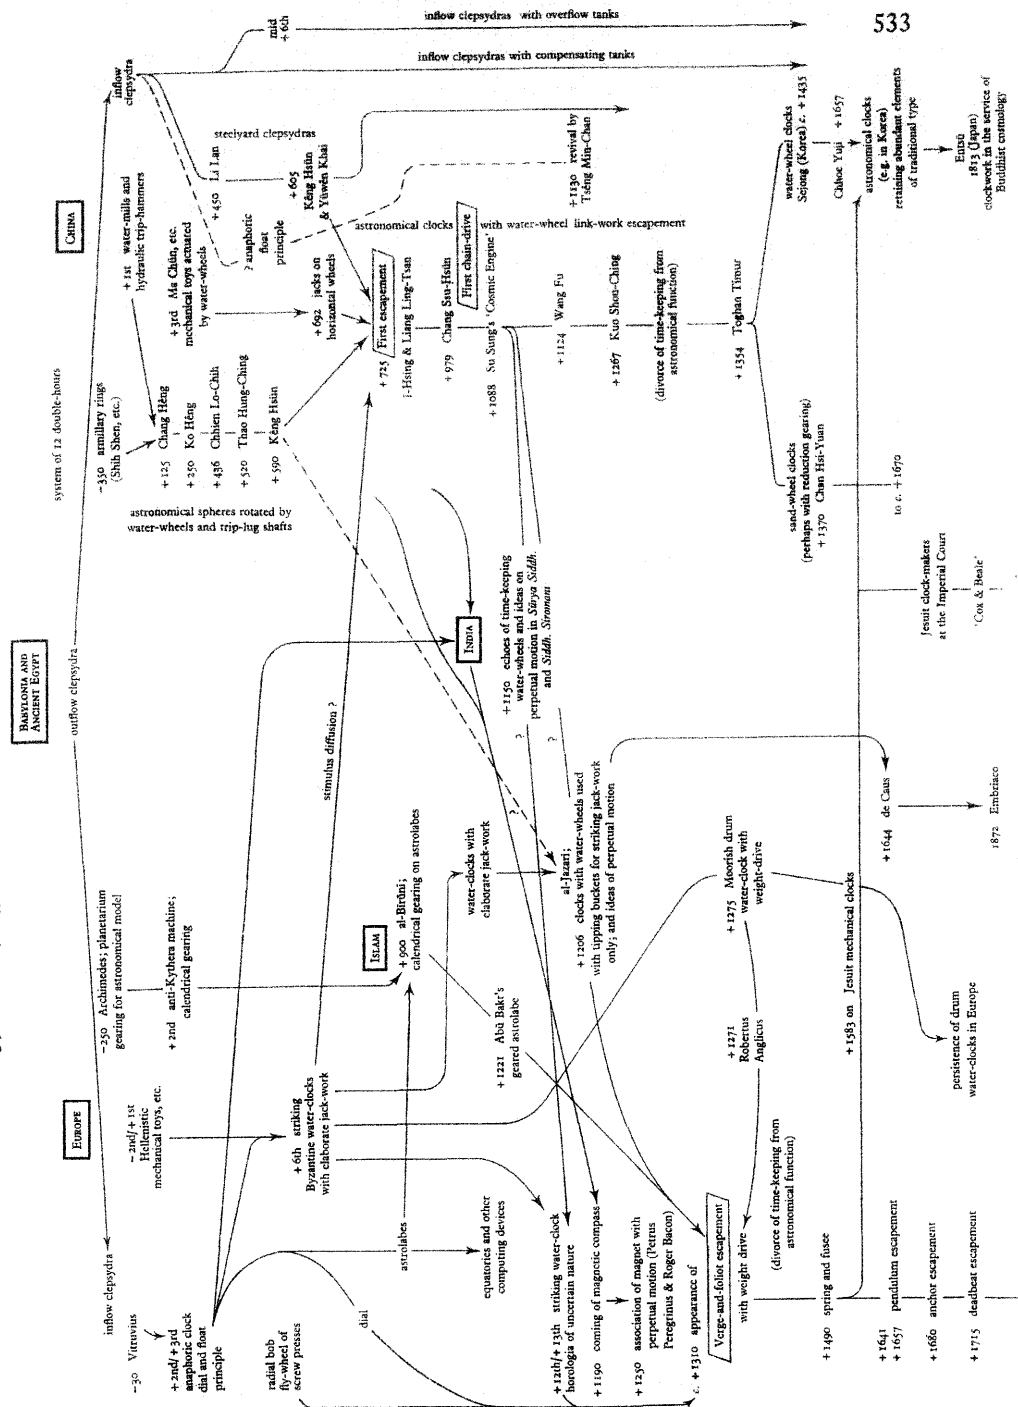 533
BABYLONIA AND
ANCIENT EGYPT
EUROPE
CHINA
outflow clepsydra
system of 12 double-hours
inflow clepsydra
inflow
clepsydra
mid
+6th
inflow clepsydras with overflow tanks
inflow clepsydras with compensating tanks
−30 Vitruvius
+2nd/+3rd
anaphoric clock
dial and float
principle
radial bob
fly-wheel of
screw presses
dial
−2nd/+1st
Hellenistic
mechanical toys, etc.
−250 Archimedes; planetarium
gearing for astronomical model
+2nd anti-Kythera machine;
calendrical gearing
+6th striking
Byzantine water-clocks
with elaborate jack-work
stimulus diffusion ?
astrolabes
equatories and other
computing devices
ISLAM
+900 al-Bīrūnī;
calendrical gearing on astrolabes
water-clocks with
elaborate jack-work
+1221 Abū Bakr's
geared astrolabe
al-Jazarī;
+1206 clocks with water-wheels used
with tipping buckets for striking jack-work
only; and ideas of perpetual motion
?
?
?
INDIA
+1150 echoes of time-keeping
water-wheels and ideas on
perpetual motion in Sūrya Siddh.
and Siddh. Śiromani
−350 armillary rings
(Shih Shen, etc.)
+125 Chang Hêng
+250 Ko Hêng
+436 Chhien Lo-Chih
+520 Thao Hung-Ching
+590 Kêng Hsün
astronomical spheres rotated by
water-wheels and trip-lug shafts
+1st water-mills and
hydraulic trip-hammers
+3rd Ma Chün, etc.
mechanical toys actuated
by water-wheels
+692 jacks on
horizontal wheels
? anaphoric
float
principle
+450 Li Lan
steelyard clepsydras
+605
Kêng Hsün
& Yüwên Khai
+1130 revival by
Tsêng Min-Chan
+725 First escapement
I-Hsing & Liang Ling-Tsan
astronomical clocks with water-wheel link-work escapement
+979 Chang Ssu-Hsün
First chain-drive
+1088 Su Sung's 'Cosmic Engine'
+1124 Wang Fu
+1267 Kuo Shou-Ching
(divorce of time-keeping from
astronomical function)
+1354 Toghan Timur
sand-wheel clocks
(perhaps with reduction gearing)
+1370 Chan Hsi-Yuan
to c. +1670
water-wheel clocks
Sejong (Korea) c. +1435
Chhoe Yuji +1657
astronomical clocks
(e.g. in Korea)
retaining abundant elements
of traditional type
ENDSŪ
1813 (Japan)
clockwork in the service of
Buddhist cosmology
+12th/+13th striking water-clock
horologia of uncertain nature
+1190 coming of magnetic compass
+1250 association of magnet with
perpetual motion (Petrus
Peregrinus & Roger Bacon)
c. +1310 appearance of
Verge-and-foliot escapement
with weight drive
(divorce of time-keeping from
astronomical function)
+1271
Robertus
Anglicus
+1275 Moorish drum
water-clock with
weight-drive
+1490 spring and fusee
+1583 on Jesuit mechanical clocks
+1641
+1657 pendulum escapement
+1680 anchor escapement
+1715 deadbeat escapement
persistence of drum
water-clocks in Europe
+1644 de Caus
1872 Embriaco
Jesuit clock-makers
at the Imperial Court
'Cox & Beale'